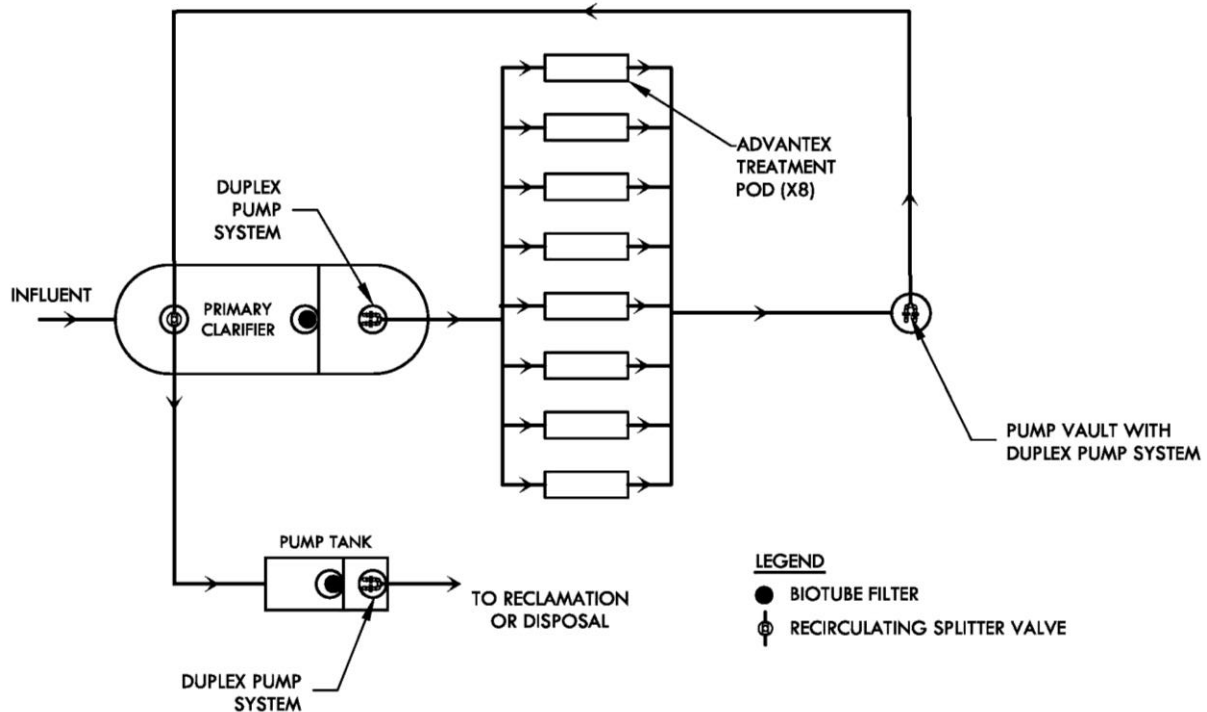 ADVANTEX
TREATMENT
POD (X8)
DUPLEX
PUMP
SYSTEM
INFLUENT
PRIMARY
CLARIFIER
PUMP VAULT WITH
DUPLEX PUMP SYSTEM
PUMP TANK
TO RECLAMATION
OR DISPOSAL
DUPLEX PUMP
SYSTEM
LEGEND
BIOTUBE FILTER
RECIRCULATING SPLITTER VALVE